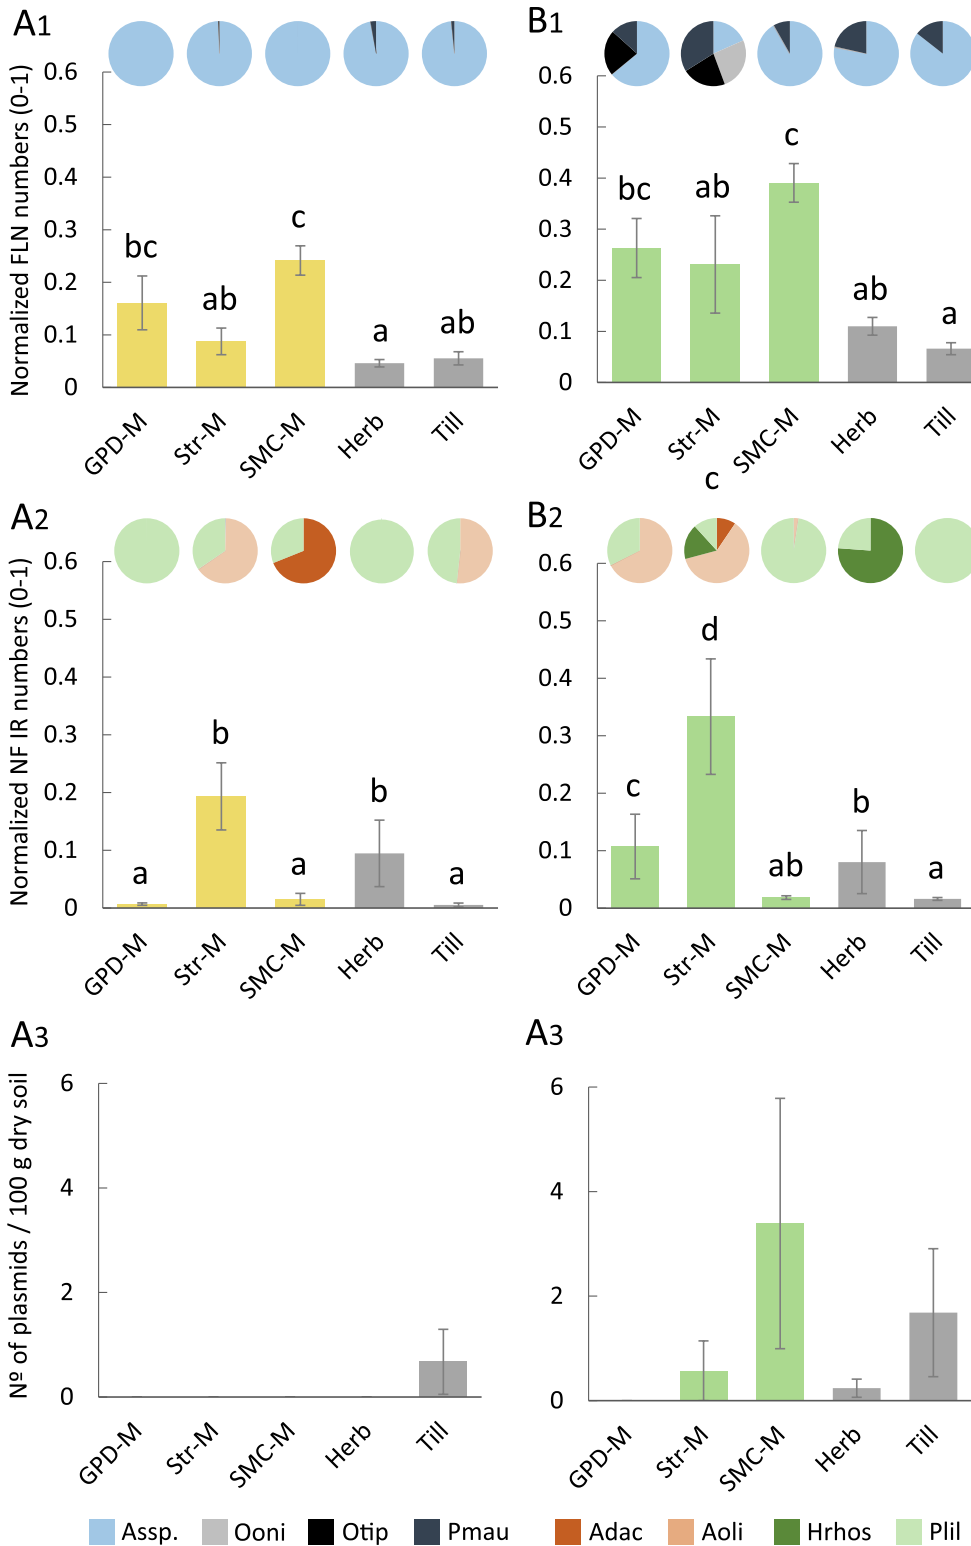 A1
B1
Normalized FLN numbers (0-1)
0.6
0.5
0.4
0.3
0.2
0.1
0
bc
ab
c
a
ab
GPD-M
Str-M
SMC-M
Herb
Till
0.6
0.5
0.4
0.3
0.2
0.1
0
bc
ab
c
ab
a
GPD-M
Str-M
SMC-M
Herb
Till
c
A2
B2
Normalized NF IR numbers (0-1)
0.6
0.5
0.4
0.3
0.2
0.1
0
a
b
a
b
a
GPD-M
Str-M
SMC-M
Herb
Till
0.6
0.5
0.4
0.3
0.2
0.1
0
c
d
ab
b
a
GPD-M
Str-M
SMC-M
Herb
Till
A3
A3
Nº of plasmids / 100 g dry soil
6
4
2
0
GPD-M
Str-M
SMC-M
Herb
Till
6
4
2
0
GPD-M
Str-M
SMC-M
Herb
Till
Assp. Ooni Otip Pmau Adac Aoli Hrhos Plil